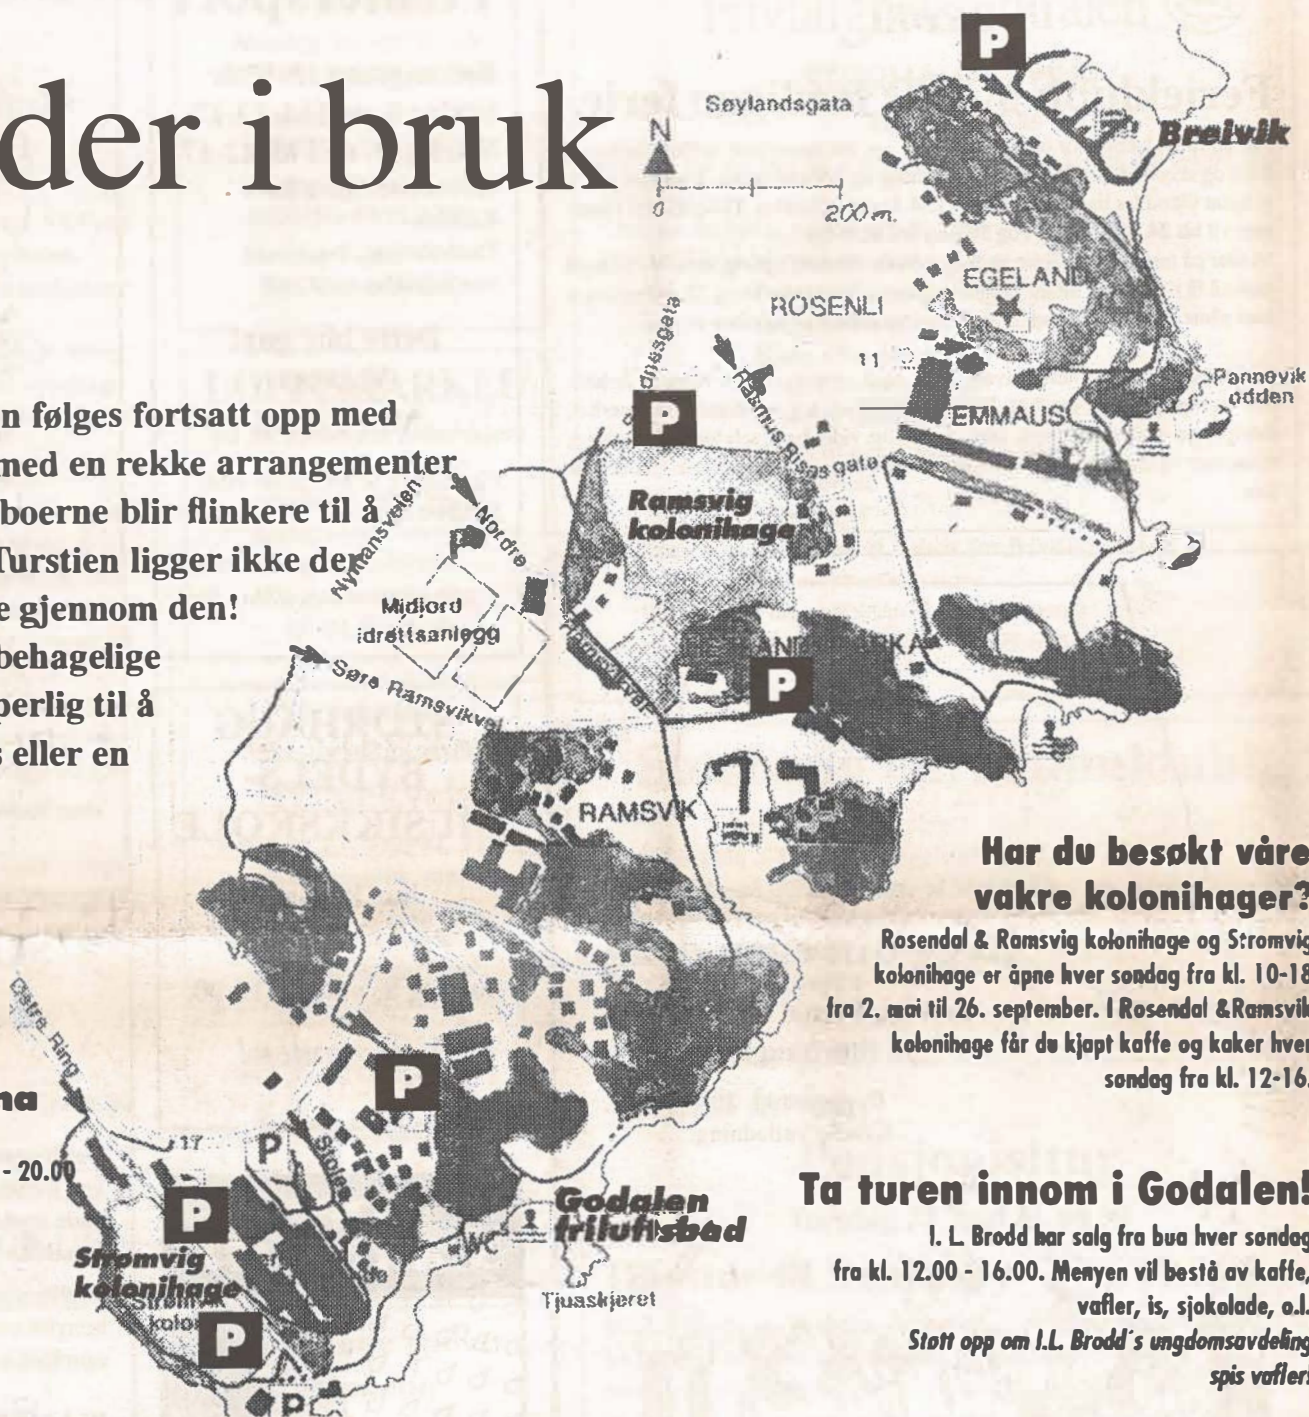 der i bruk
n følges fortsatt opp med
med en rekke arrangementer
boerne blir flinkere til å
Turstien ligger ikke der
e gjennom den!
behagelige
perlig til å
s eller en
na
- 20.00
P
Breivik
Søylandsgata
N
0
200 m.
EGELAND
ROSENLI
11
EMMAUS
Pannevik
odden
P
Rasmus Risas gate
Ramsvig
kolonihage
Nymansveien
Nordre
Midjord
idrettsanlegg
Ramsvikvei
Søre Ramsvikvei
P
RAMSVIK
Har du besøkt våre
vakre kolonihager?
Rosendal & Ramsvig kolonihage og Strømvig
kolonihage er åpne hver søndag fra kl. 10-18
fra 2. mai til 26. september. I Rosendal &Ramsvik
kolonihage får du kjøpt kaffe og kaker hver
søndag fra kl. 12-16.
Østre Ring
P
17
P
P
Strømvig
kolonihage
P
P
WC
Godalen
friluftsbad
Tjuaskjeret
Ta turen innom i Godalen!
I. L. Brodd har salg fra bua hver søndag
fra kl. 12.00 - 16.00. Menyen vil bestå av kaffe,
vafler, is, sjokolade, o.l.
Støtt opp om I.L. Brodd´s ungdomsavdeling
spis vafler!